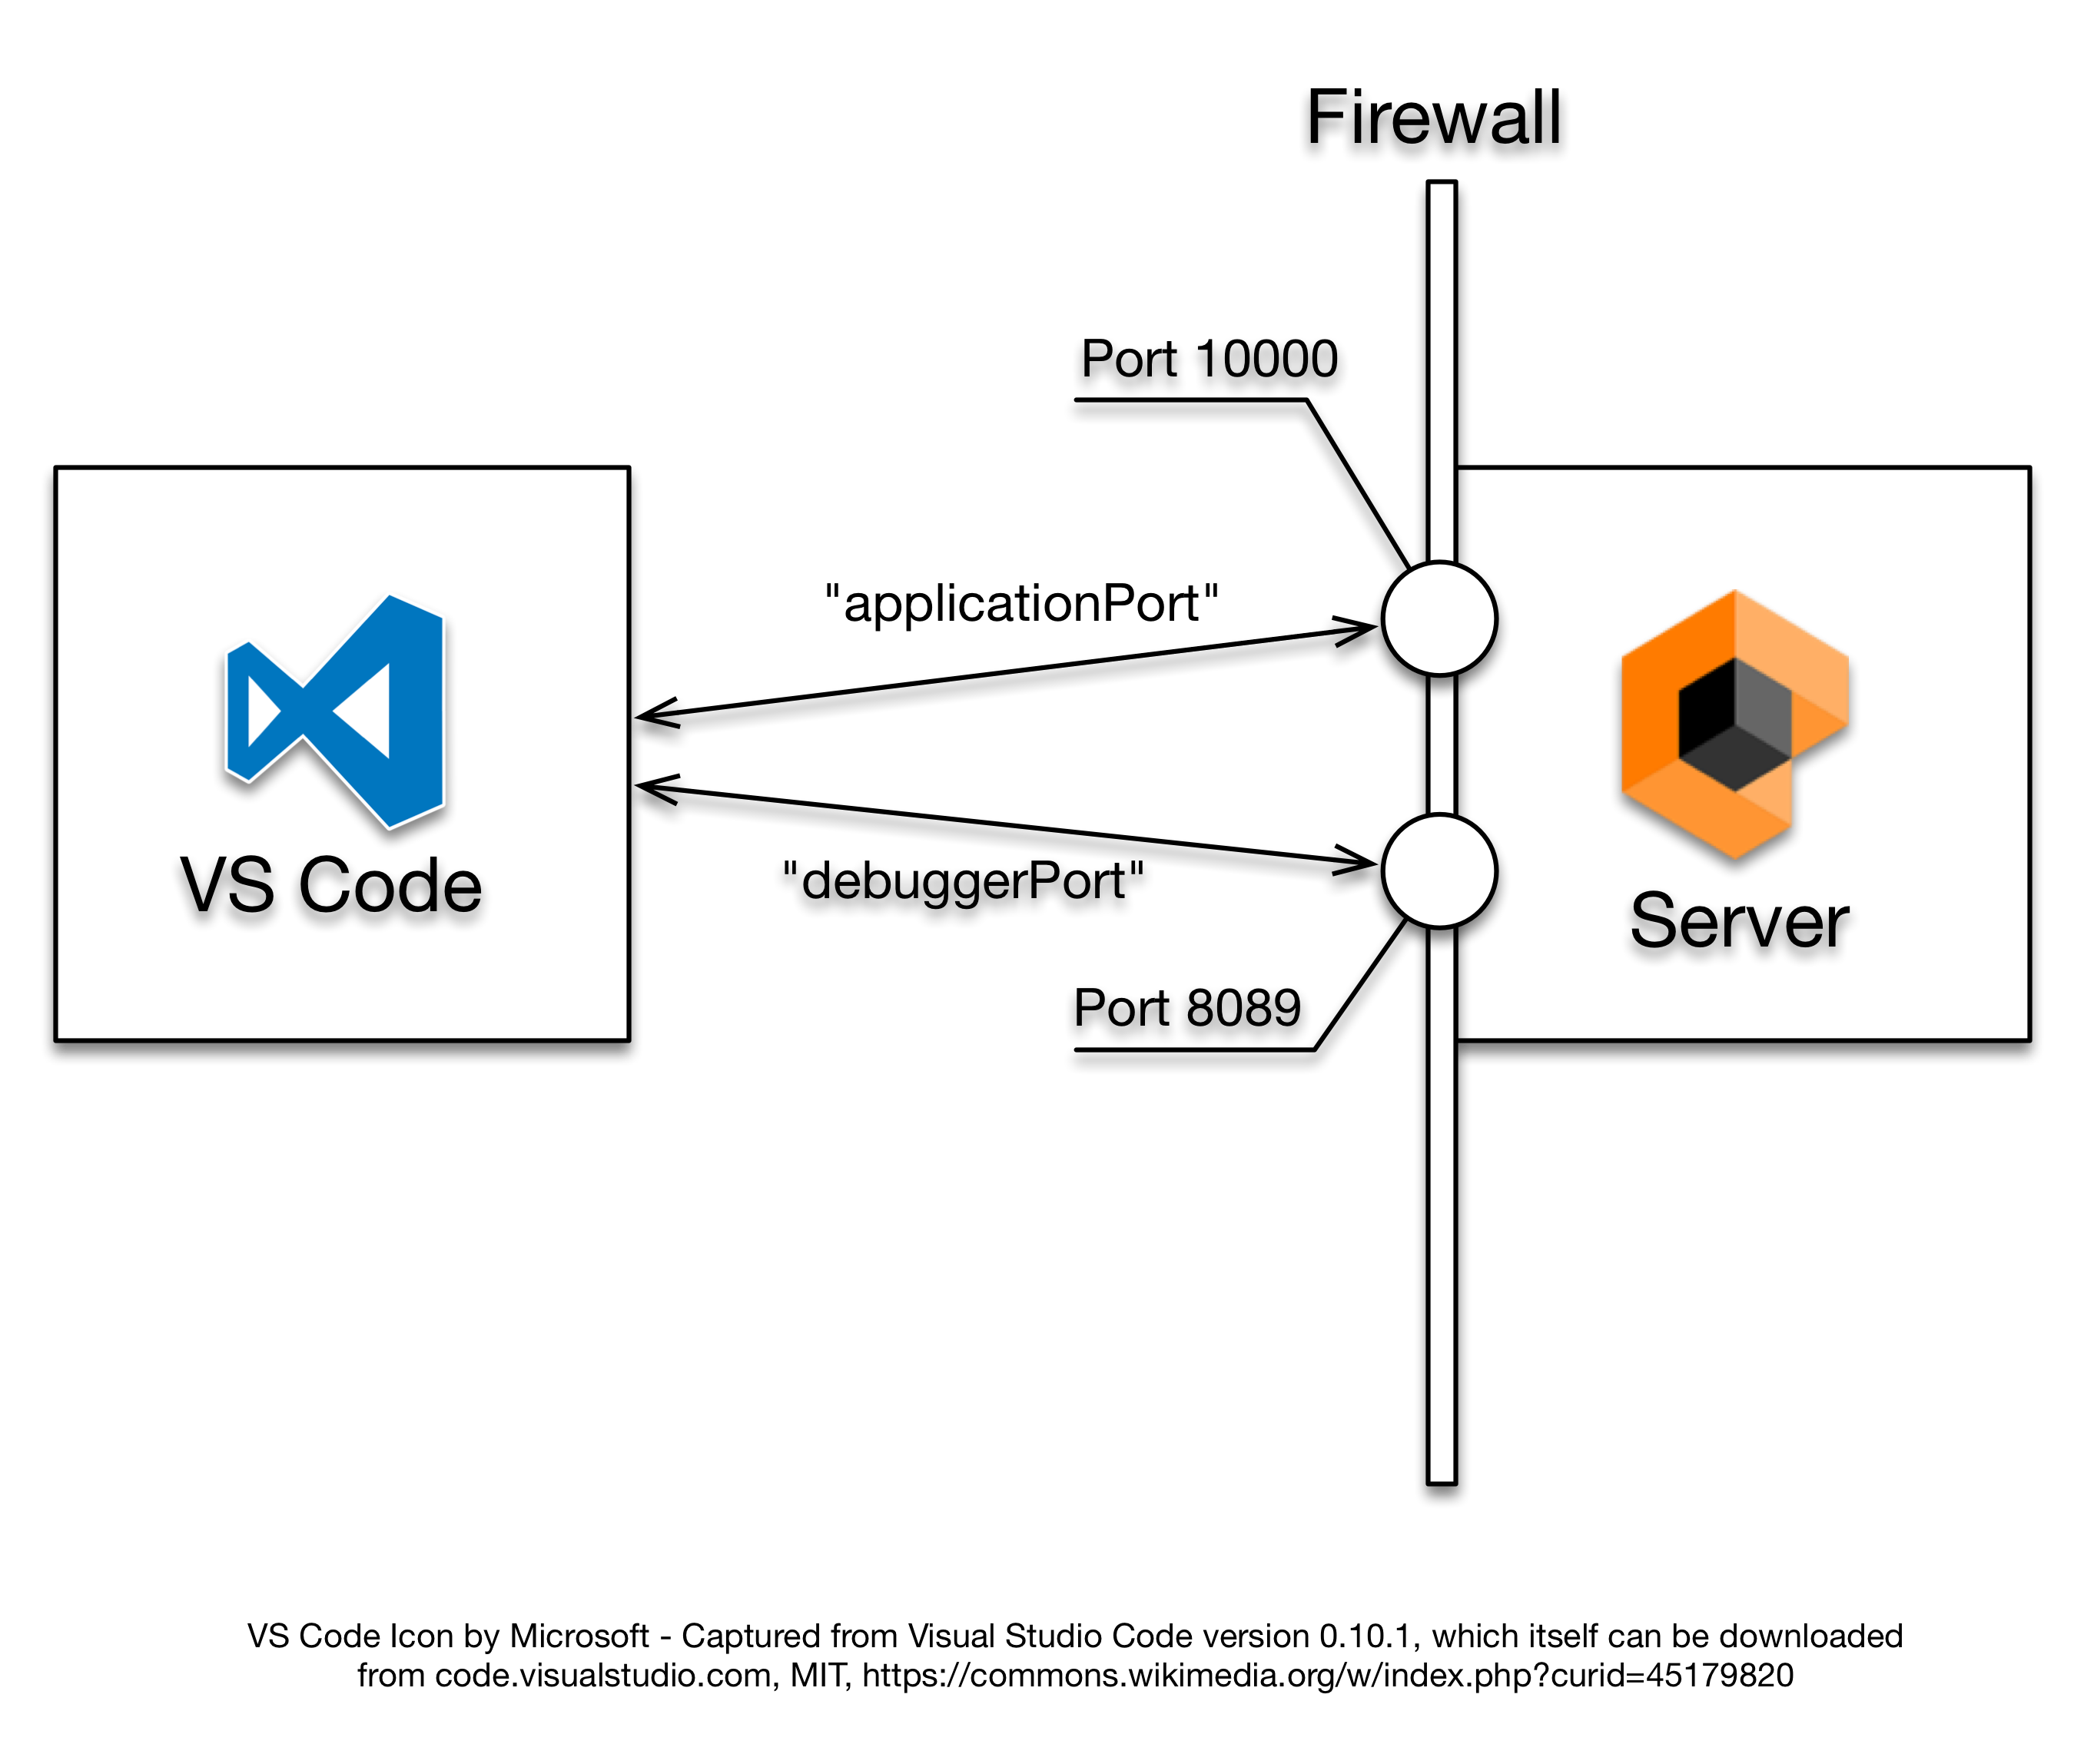 Firewall
Port 10000
"applicationPort"
VS Code
"debuggerPort"
Server
Port 8089
VS Code Icon by Microsoft - Captured from Visual Studio Code version 0.10.1, which itself can be downloaded
from code.visualstudio.com, MIT, https://commons.wikimedia.org/w/index.php?curid=45179820